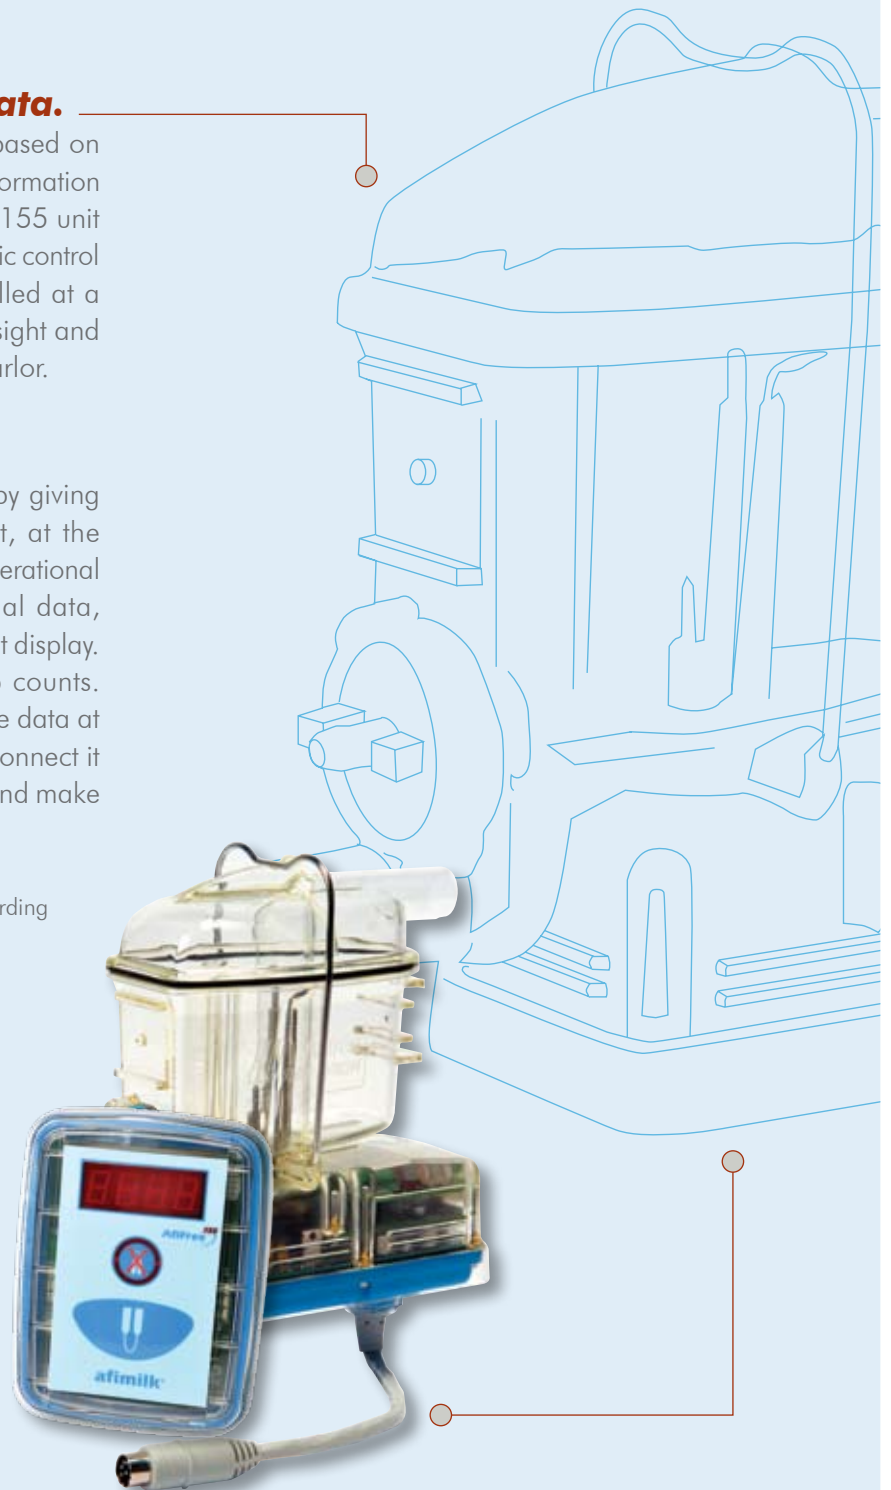 ata.
based on
ormation
155 unit
ic control
lled at a
sight and
arlor.
by giving
t, at the
erational
al data,
t display.
counts.
e data at
onnect it
nd make
rding
AfiFree
afimilk